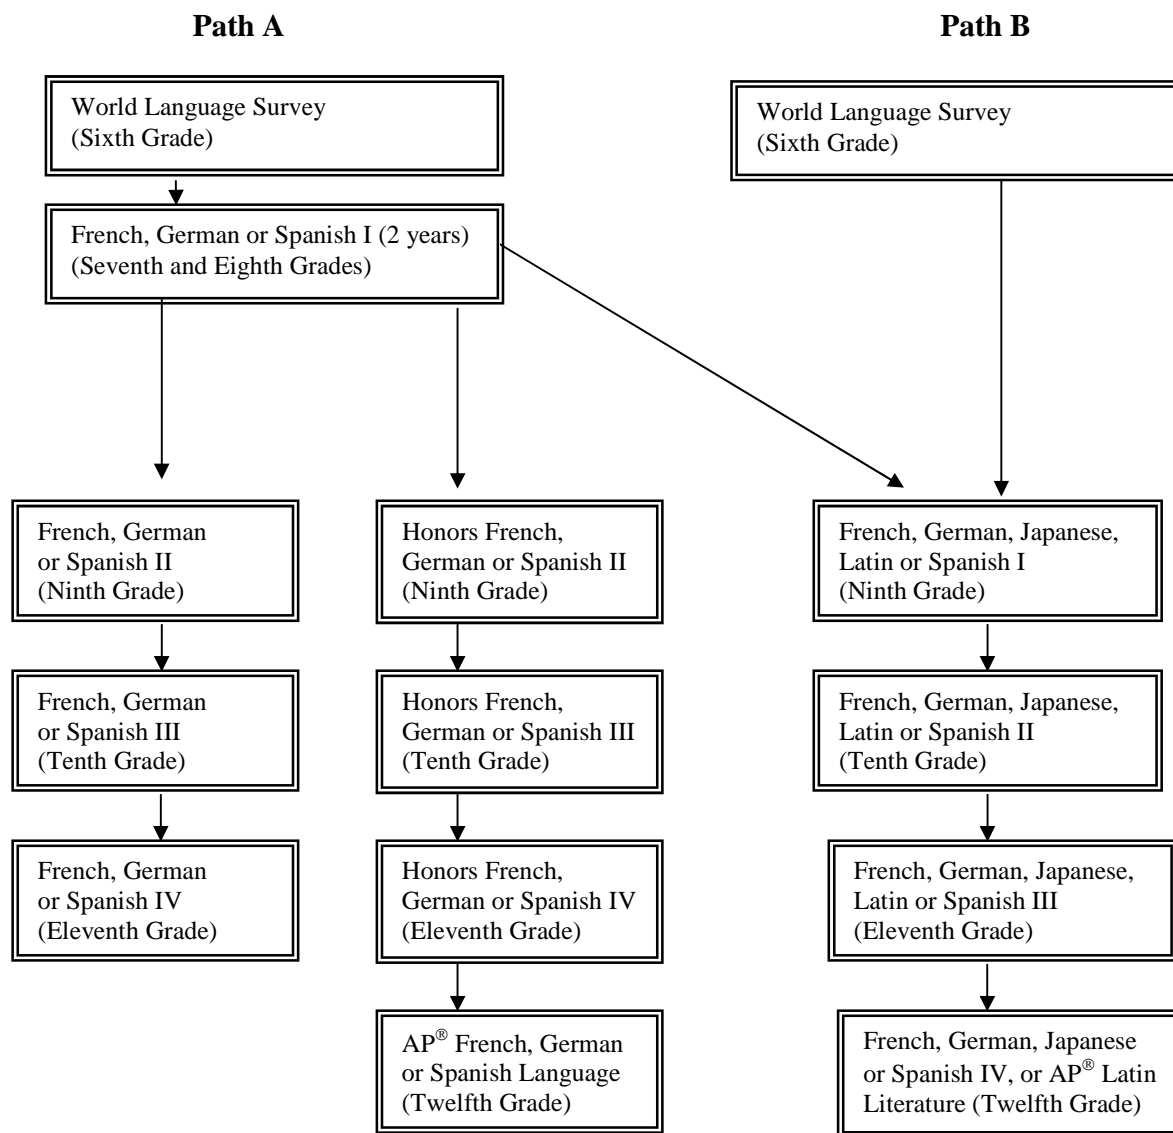 Path A
Path B
World Language Survey
(Sixth Grade)
World Language Survey
(Sixth Grade)
French, German or Spanish I (2 years)
(Seventh and Eighth Grades)
French, German
or Spanish II
(Ninth Grade)
Honors French,
German or Spanish II
(Ninth Grade)
French, German, Japanese,
Latin or Spanish I
(Ninth Grade)
French, German
or Spanish III
(Tenth Grade)
Honors French,
German or Spanish III
(Tenth Grade)
French, German, Japanese,
Latin or Spanish II
(Tenth Grade)
French, German
or Spanish IV
(Eleventh Grade)
Honors French,
German or Spanish IV
(Eleventh Grade)
French, German, Japanese,
Latin or Spanish III
(Eleventh Grade)
AP® French, German
or Spanish Language
(Twelfth Grade)
French, German, Japanese
or Spanish IV, or AP® Latin
Literature (Twelfth Grade)